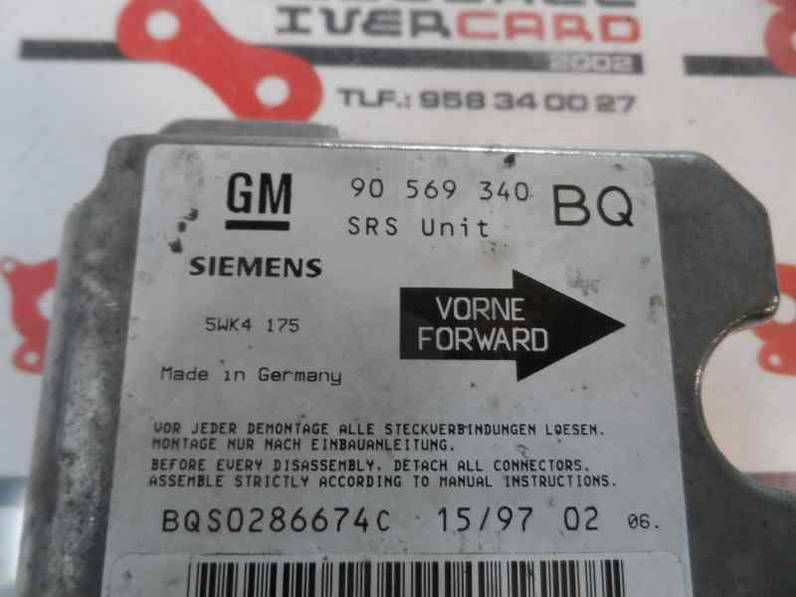 IVERCARD
2002
TLF.: 958 34 00 27
GM 90 569 340 BQ
SRS Unit
SIEMENS
VORNE
FORWARD
5WK4 175
Made in Germany
VOR JEDER DEMONTAGE ALLE STECKVERBINDUNGEN LOESEN.
MONTAGE NUR NACH EINBAUANLEITUNG.
BEFORE EVERY DISASSEMBLY, DETACH ALL CONNECTORS.
ASSEMBLE STRICTLY ACCORDING TO MANUAL INSTRUCTIONS.
BQS0286674C 15/97 02 06.